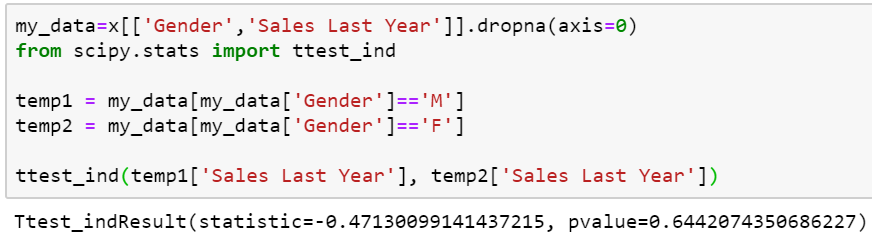 my_data=x[['Gender','Sales Last Year']].dropna(axis=0)
from scipy.stats import ttest_ind
temp1 = my_data[my_data['Gender']=='M']
temp2 = my_data[my_data['Gender']=='F']
ttest_ind(temp1['Sales Last Year'], temp2['Sales Last Year'])
Ttest_indResult(statistic=-0.47130099141437215, pvalue=0.6442074350686227)